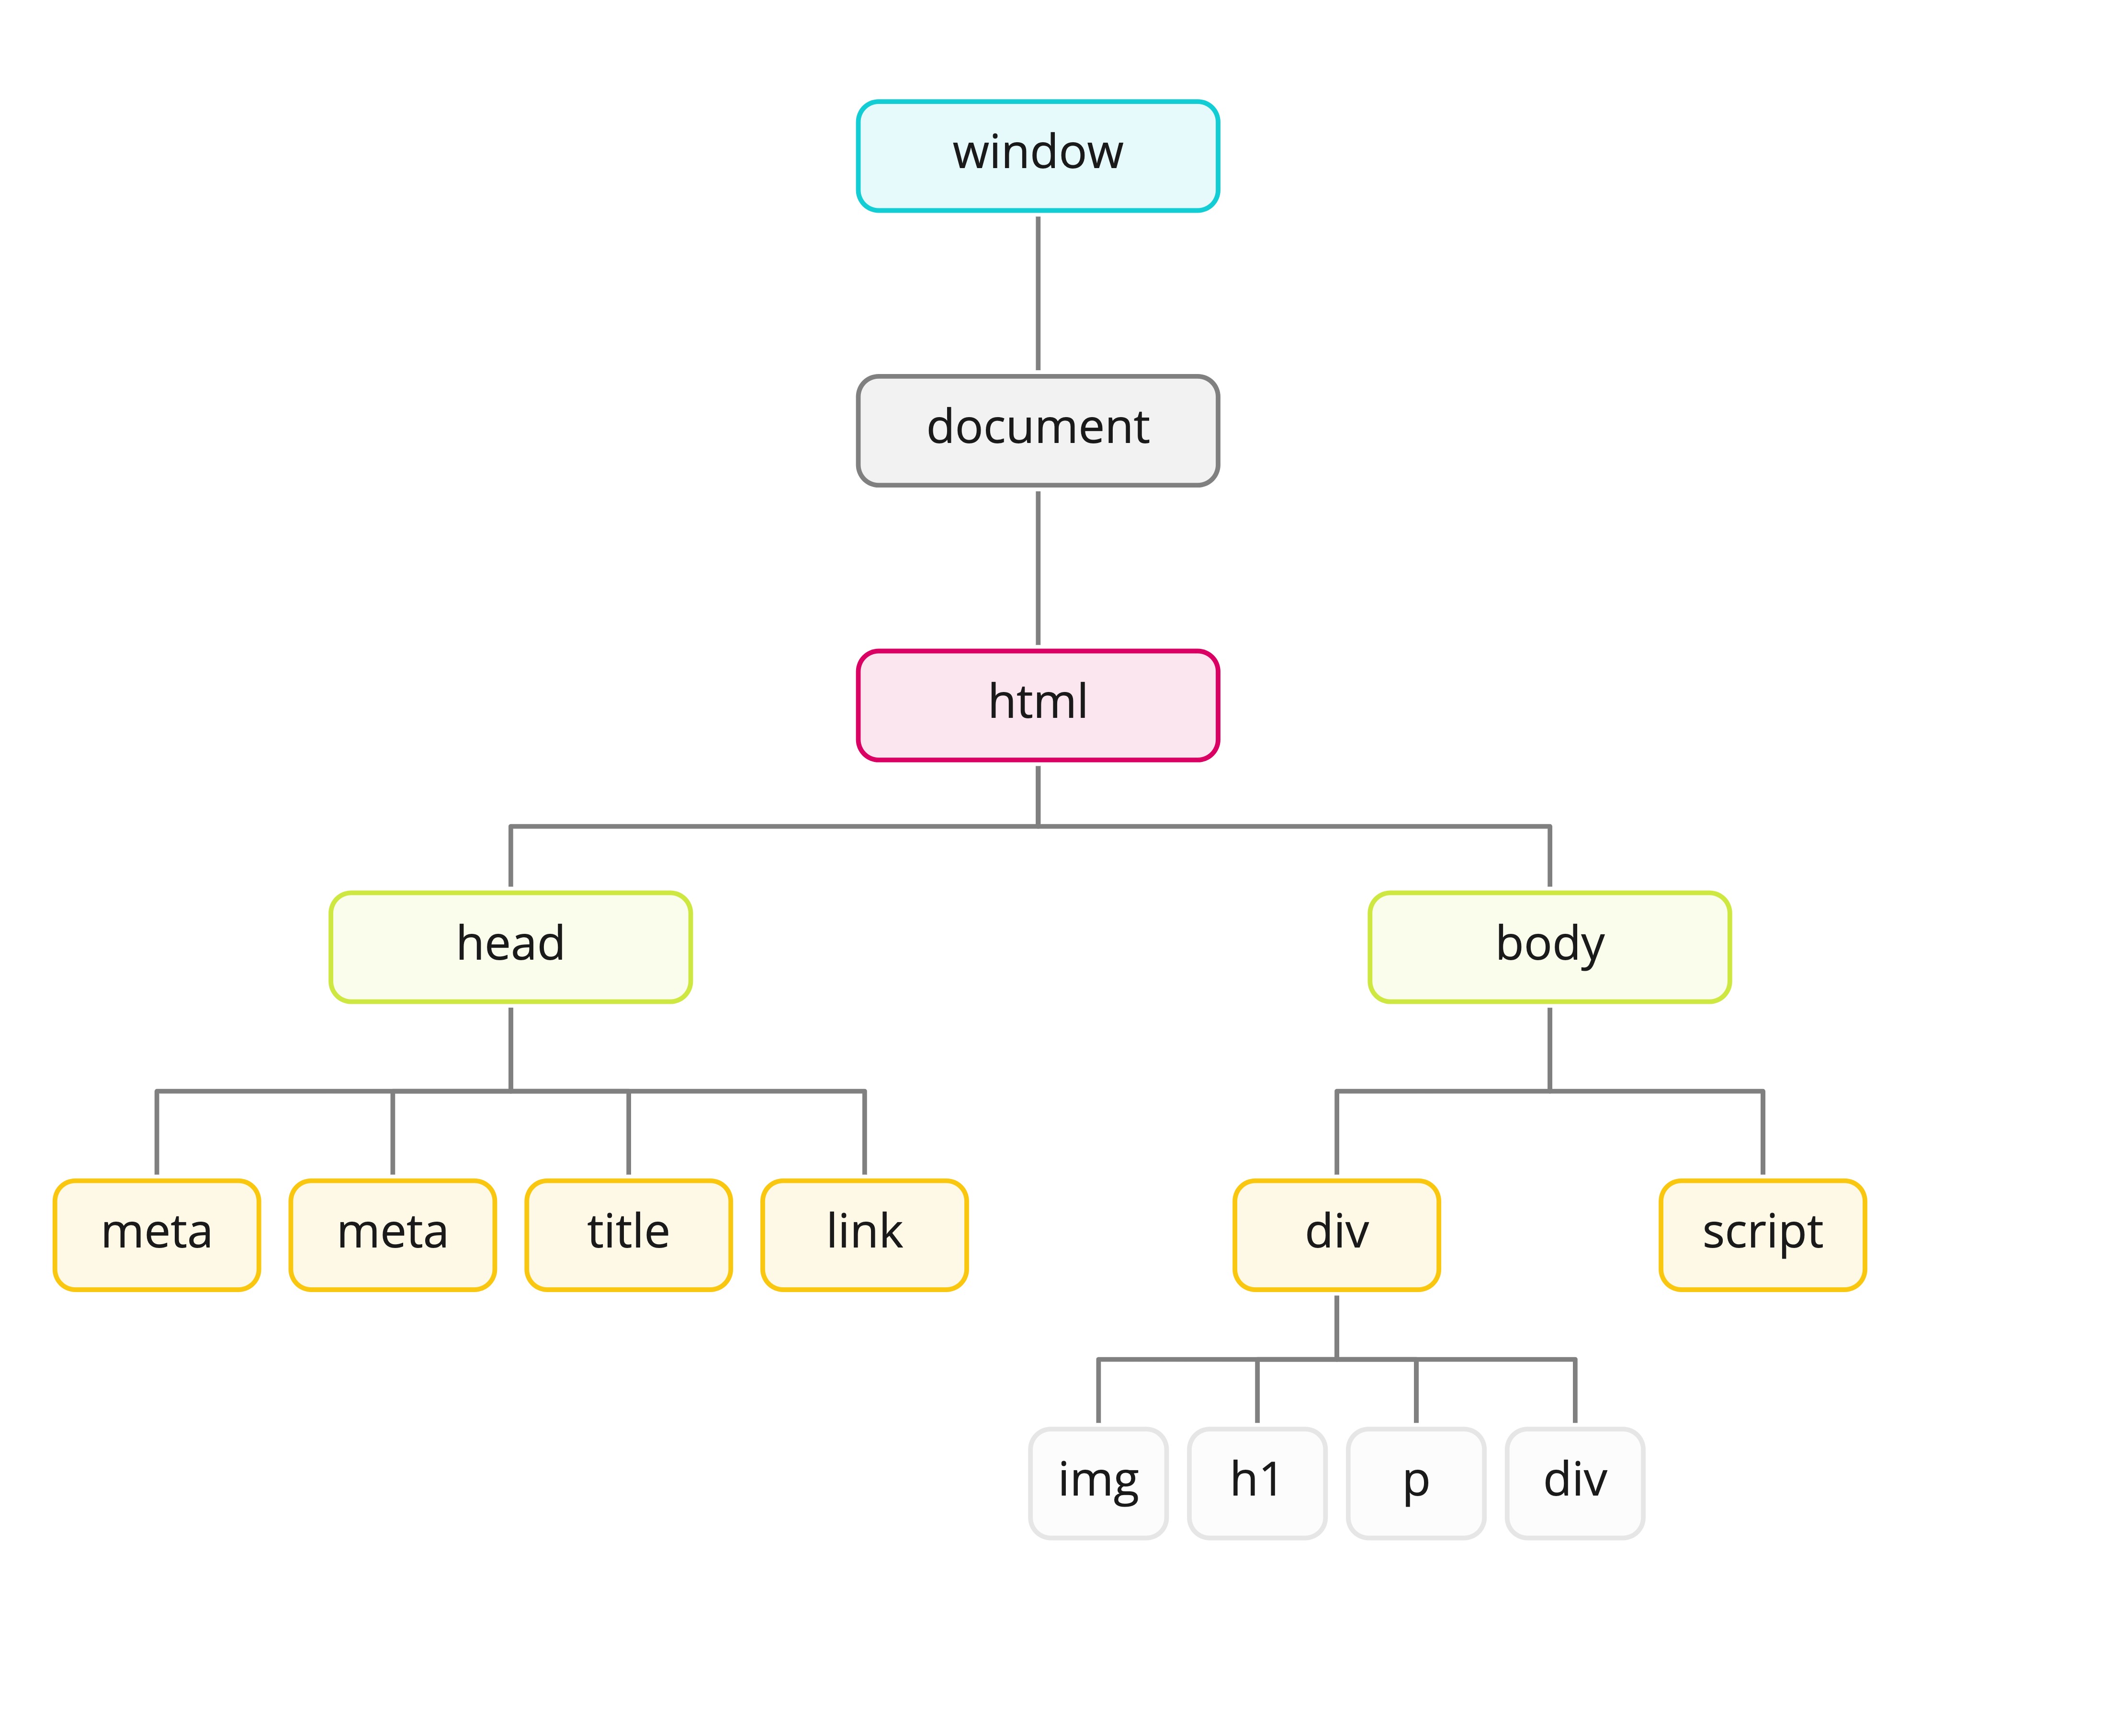 window
document
html
head
body
meta
meta
title
link
div
script
img
h1
p
div